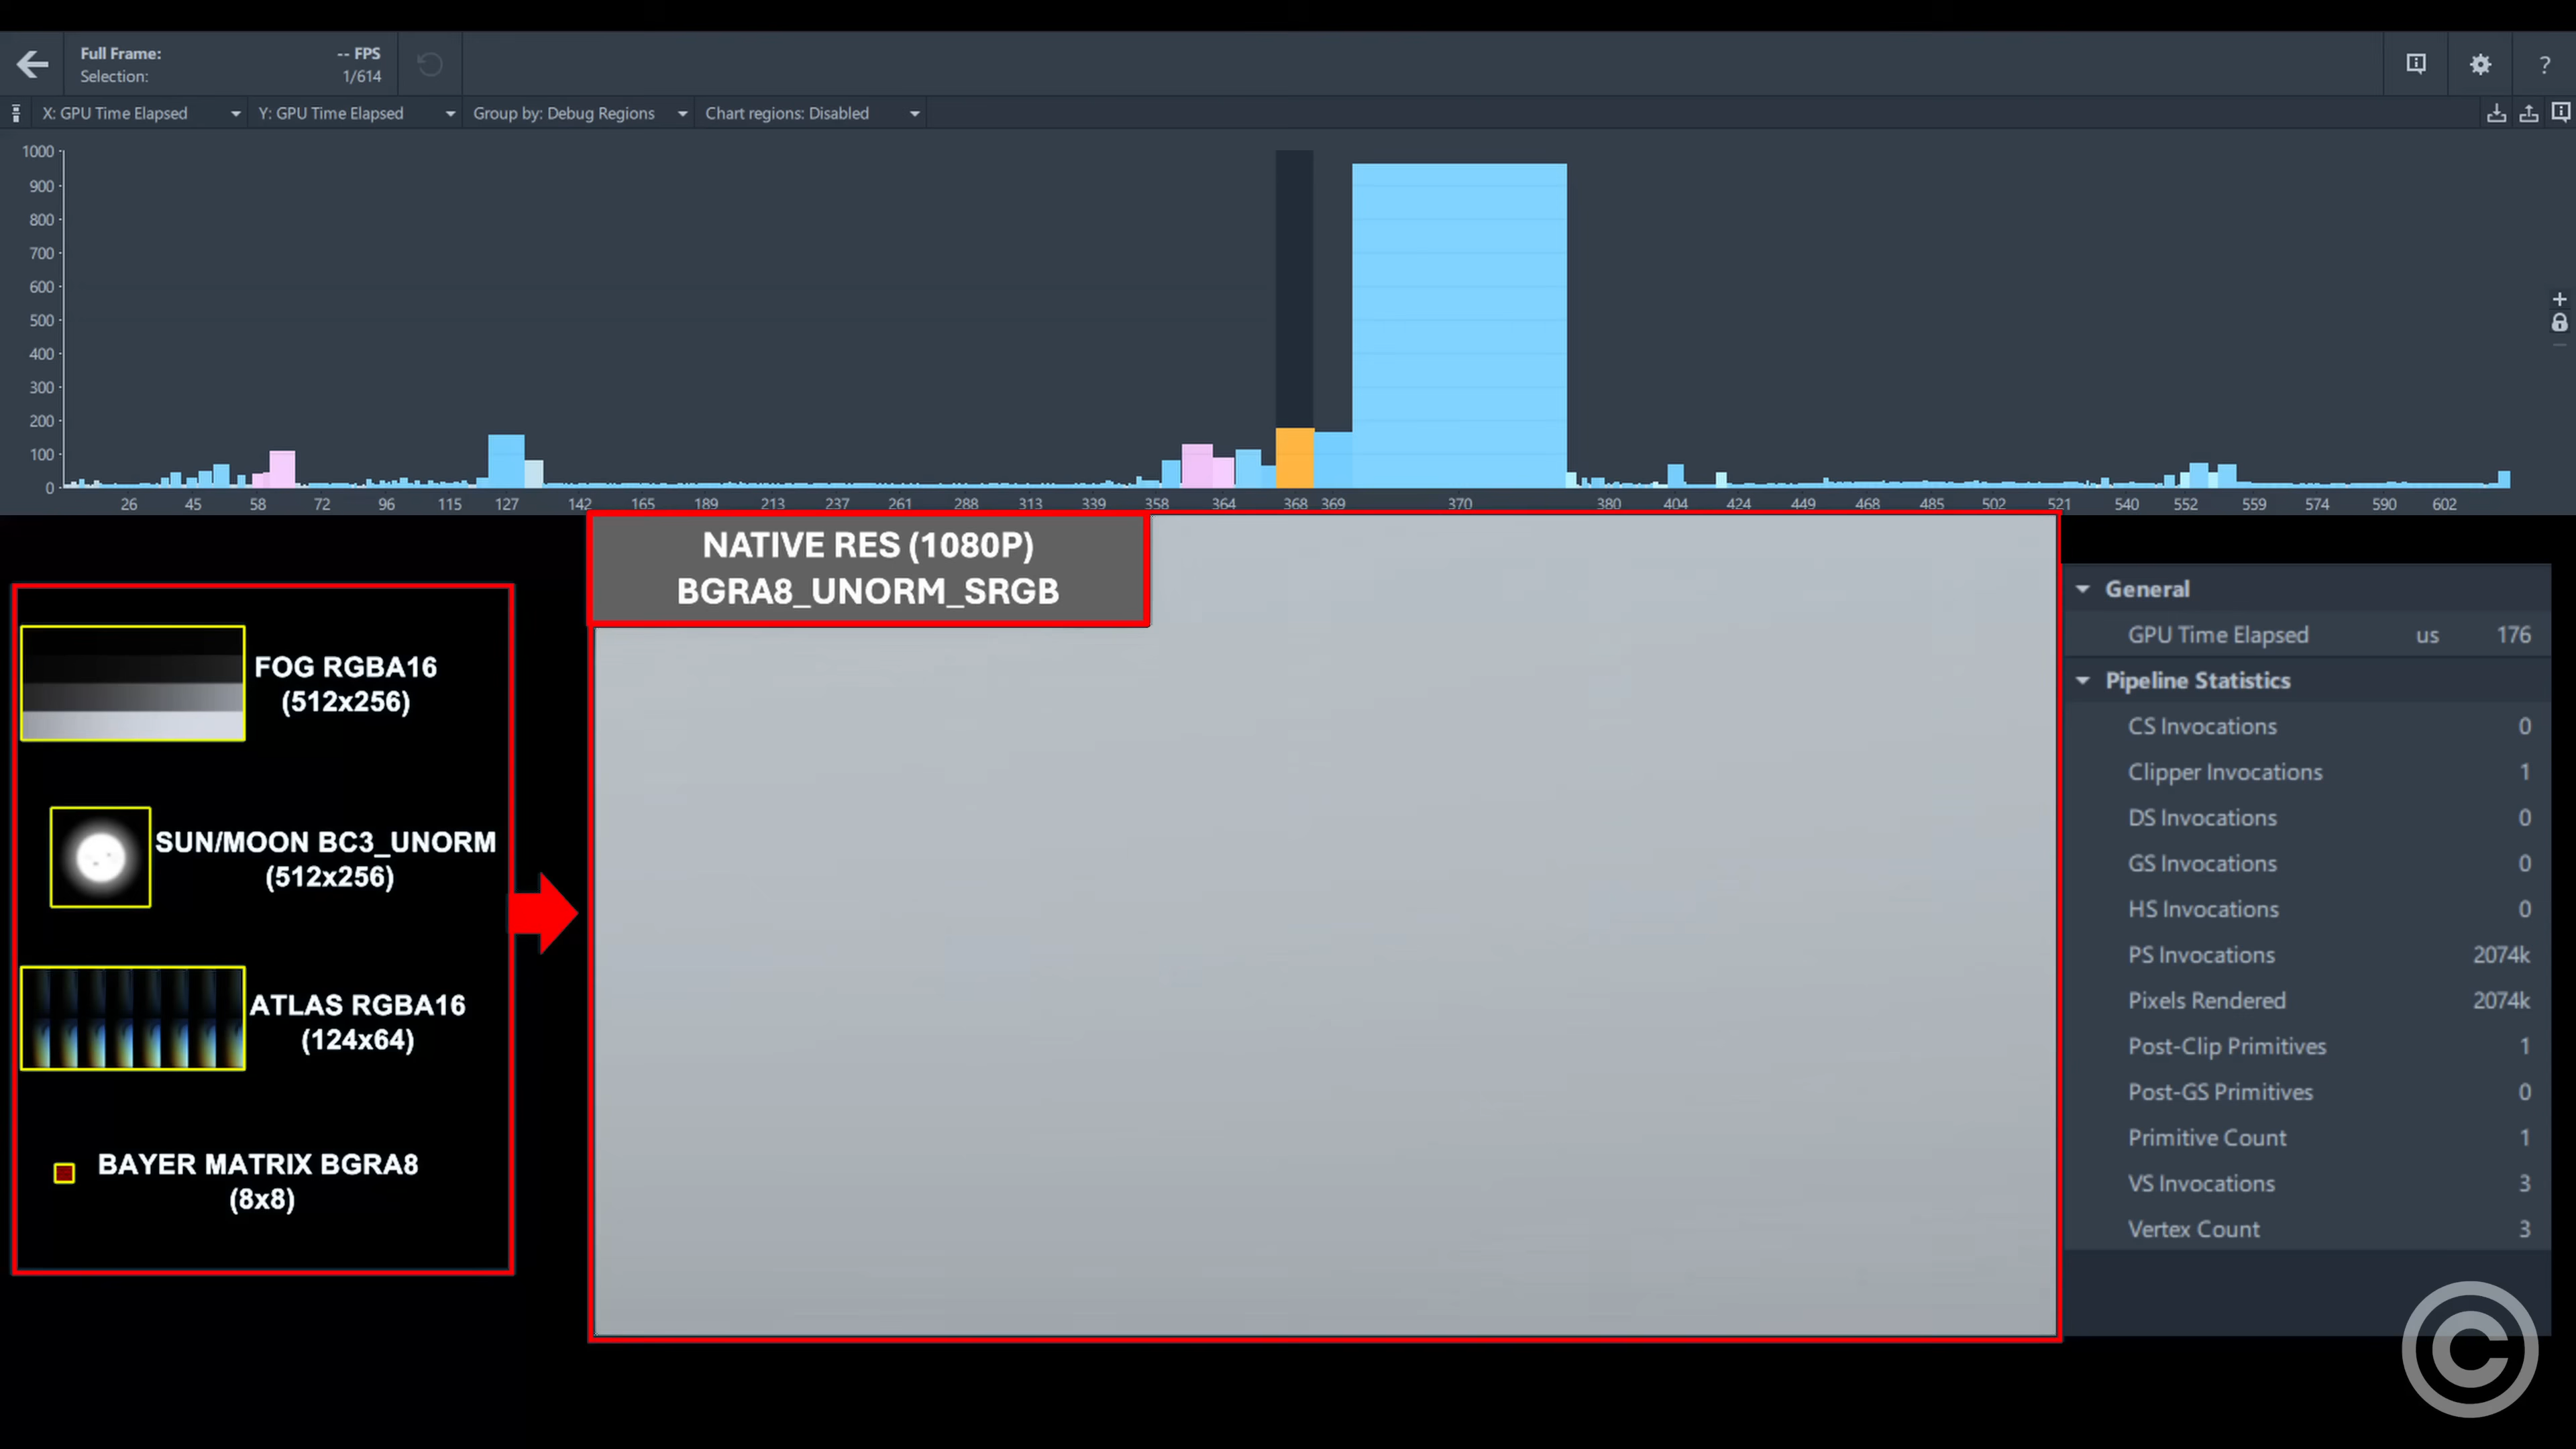 Full Frame: -- FPS
Selection: 1/614
X: GPU Time Elapsed Y: GPU Time Elapsed Group by: Debug Regions Chart regions: Disabled
1000
900
800
700
600
500
400
300
200
100
0
26 45 58 72 96 115 127 142 165 189 213 237 261 288 313 339 358 364 368 369 370 380 404 424 449 468 485 502 521 540 552 559 574 590 602
NATIVE RES (1080P)
BGRA8_UNORM_SRGB
FOG RGBA16
(512x256)
SUN/MOON BC3_UNORM
(512x256)
ATLAS RGBA16
(124x64)
BAYER MATRIX BGRA8
(8x8)
General
GPU Time Elapsed us 176
Pipeline Statistics
CS Invocations 0
Clipper Invocations 1
DS Invocations 0
GS Invocations 0
HS Invocations 0
PS Invocations 2074k
Pixels Rendered 2074k
Post-Clip Primitives 1
Post-GS Primitives 0
Primitive Count 1
VS Invocations 3
Vertex Count 3